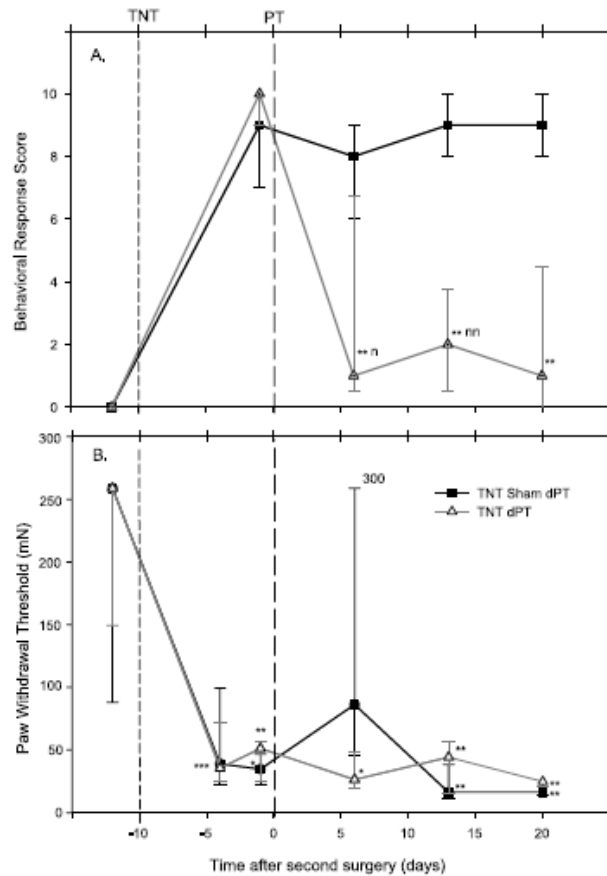 TNT PT
A.
10
8
6
4
2
0
Behavioral Response Score
** n
** nn
**
B.
300
250
200
150
100
50
0
Paw Withdrawal Threshold (mN)
300
TNT Sham dPT
TNT dPT
***
**
*
*
**
**
**
**
-10 -5 0 5 10 15 20
Time after second surgery (days)